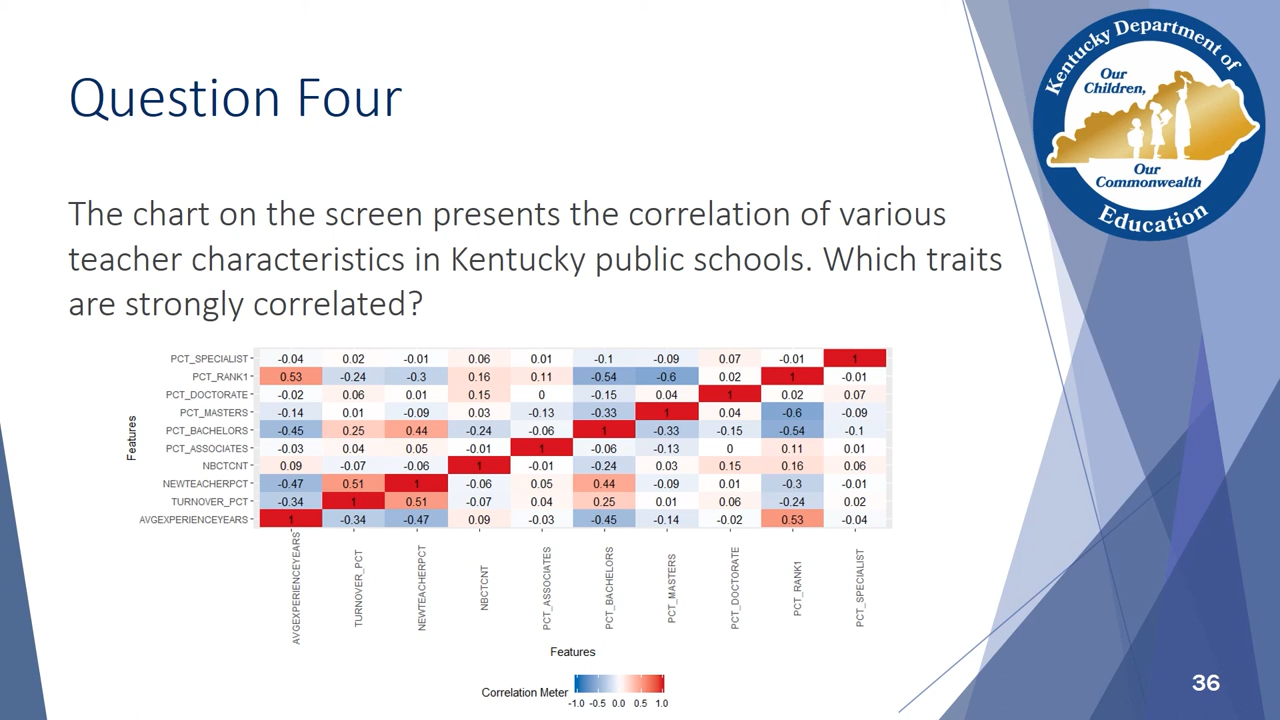 Question Four
Kentucky Department of
Our
Children,
Our
Commonwealth
Education
The chart on the screen presents the correlation of various
teacher characteristics in Kentucky public schools. Which traits
are strongly correlated?
Features
PCT_SPECIALIST -0.04 0.02 -0.01 0.06 0.01 -0.1 -0.09 0.07 -0.01 1
PCT_RANK1 0.53 -0.24 -0.3 0.16 0.11 -0.54 -0.6 0.02 1 -0.01
PCT_DOCTORATE -0.02 0.06 0.01 0.15 0 -0.15 0.04 1 0.02 0.07
PCT_MASTERS -0.14 0.01 -0.09 0.03 -0.13 -0.33 1 0.04 -0.6 -0.09
PCT_BACHELORS -0.45 0.25 0.44 -0.24 -0.06 1 -0.33 -0.15 -0.54 -0.1
PCT_ASSOCIATES -0.03 0.04 0.05 -0.01 1 -0.06 -0.13 0 0.11 0.01
NBCTCNT 0.09 -0.07 -0.06 1 -0.01 -0.24 0.03 0.15 0.16 0.06
NEWTEACHERPCT -0.47 0.51 1 -0.06 0.05 0.44 -0.09 0.01 -0.3 -0.01
TURNOVER_PCT -0.34 1 0.51 -0.07 0.04 0.25 0.01 0.06 -0.24 0.02
AVGEXPERIENCEYEARS 1 -0.34 -0.47 0.09 -0.03 -0.45 -0.14 -0.02 0.53 -0.04
AVGEXPERIENCEYEARS
TURNOVER_PCT
NEWTEACHERPCT
NBCTCNT
PCT_ASSOCIATES
PCT_BACHELORS
PCT_MASTERS
PCT_DOCTORATE
PCT_RANK1
PCT_SPECIALIST
Features
Correlation Meter
-1.0 -0.5 0.0 0.5 1.0
36